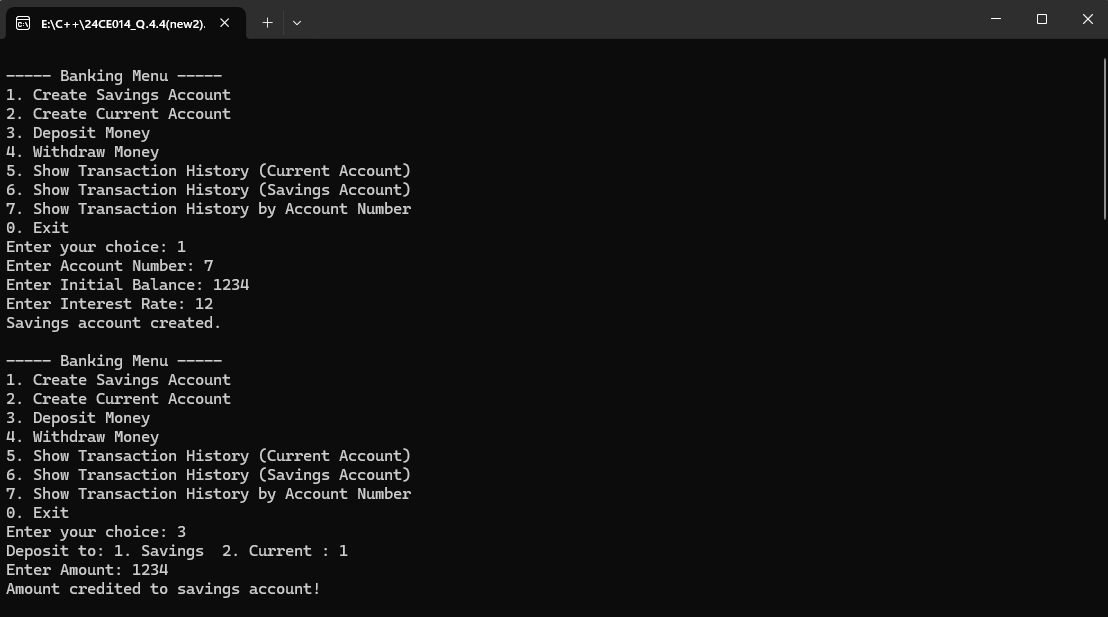 E:\C++\24CE014_Q.4.4(new2).
----- Banking Menu -----
1. Create Savings Account
2. Create Current Account
3. Deposit Money
4. Withdraw Money
5. Show Transaction History (Current Account)
6. Show Transaction History (Savings Account)
7. Show Transaction History by Account Number
0. Exit
Enter your choice: 1
Enter Account Number: 7
Enter Initial Balance: 1234
Enter Interest Rate: 12
Savings account created.
----- Banking Menu -----
1. Create Savings Account
2. Create Current Account
3. Deposit Money
4. Withdraw Money
5. Show Transaction History (Current Account)
6. Show Transaction History (Savings Account)
7. Show Transaction History by Account Number
0. Exit
Enter your choice: 3
Deposit to: 1. Savings  2. Current : 1
Enter Amount: 1234
Amount credited to savings account!